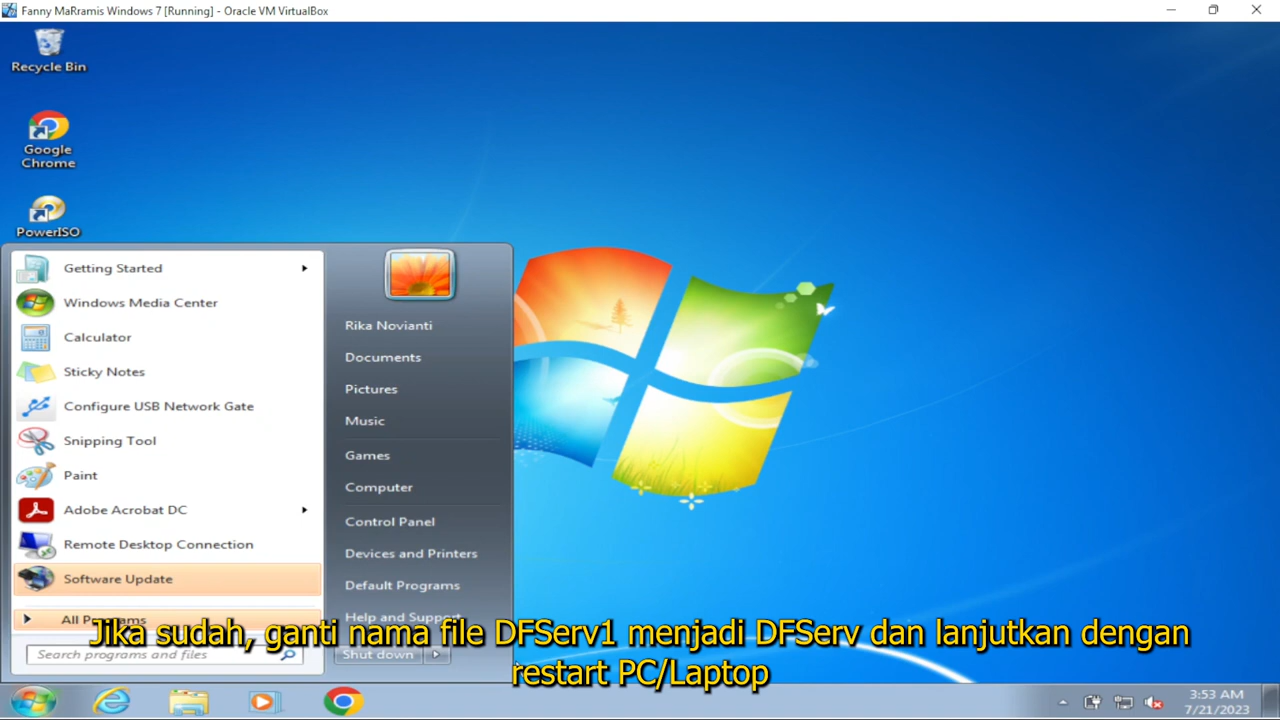 Fanny MaRramis Windows 7 [Running] - Oracle VM VirtualBox
Recycle Bin
Google
Chrome
PowerISO
Getting Started
Windows Media Center
Calculator
Sticky Notes
Configure USB Network Gate
Snipping Tool
Paint
Adobe Acrobat DC
Remote Desktop Connection
Software Update
All Programs
Search programs and files
Rika Novianti
Documents
Pictures
Music
Games
Computer
Control Panel
Devices and Printers
Default Programs
Help and Support
Shut down
Jika sudah, ganti nama file DFServ1 menjadi DFServ dan lanjutkan dengan
restart PC/Laptop
3:53 AM
7/21/2023